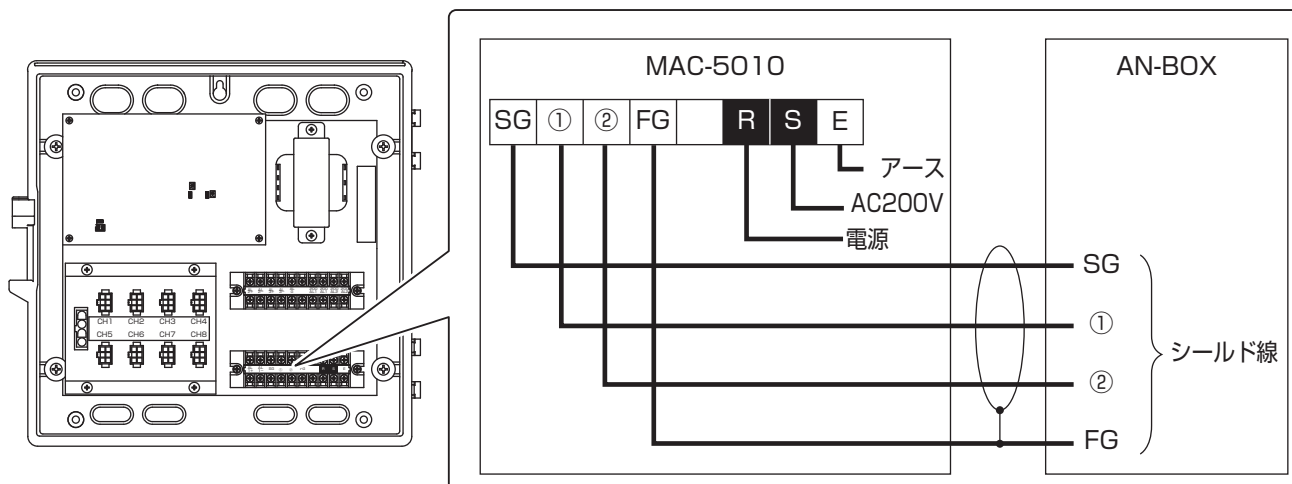 MAC-5010
AN-BOX
SG ① ② FG R S E
アース
AC200V
電源
SG
①
②
FG
シールド線
CH1 CH2 CH3 CH4
CH5 CH6 CH7 CH8